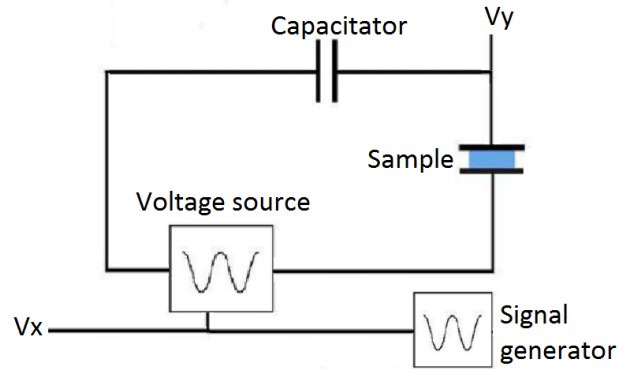 Capacitator
Vy
Sample
Voltage source
Vx
Signal
generator